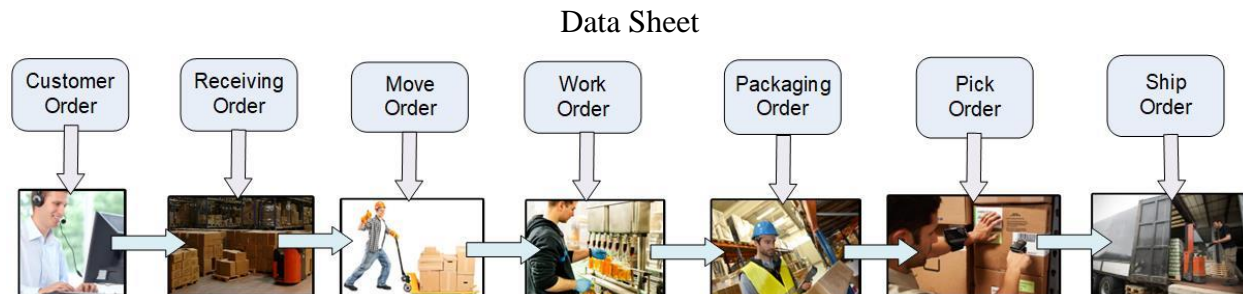 Data Sheet
Customer
Order
Receiving
Order
Move
Order
Work
Order
Packaging
Order
Pick
Order
Ship
Order